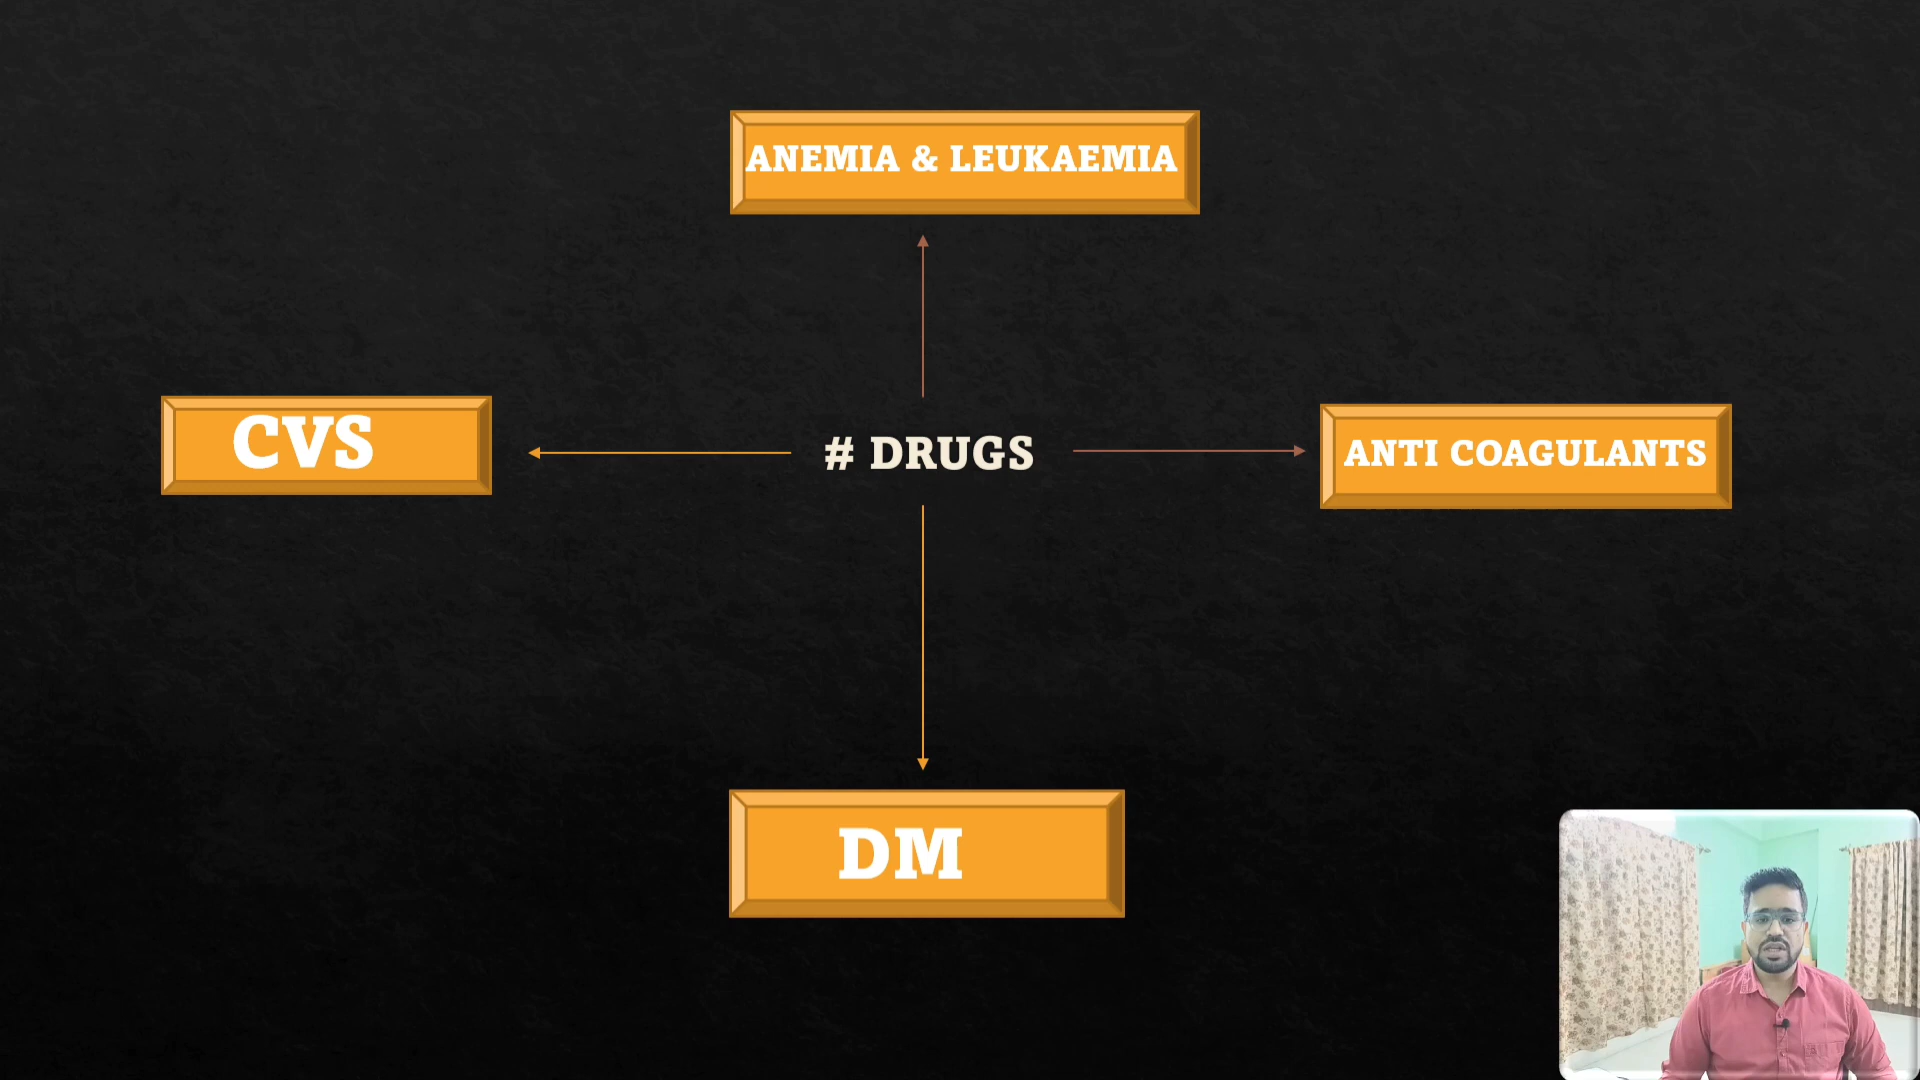 ANEMIA & LEUKAEMIA
CVS
# DRUGS
ANTI COAGULANTS
DM